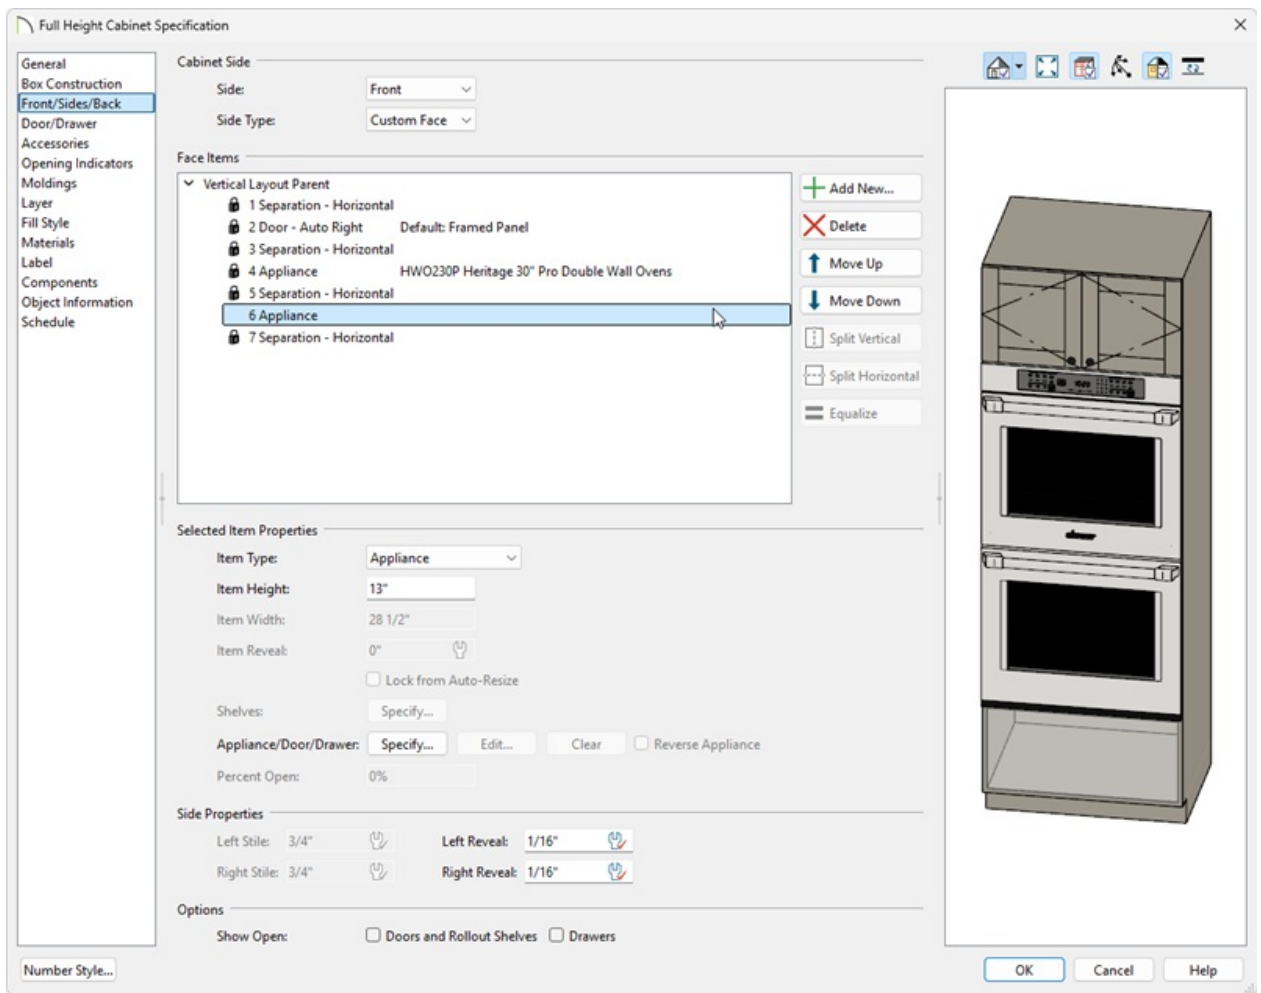 Full Height Cabinet Specification
General
Box Construction
Front/Sides/Back
Door/Drawer
Accessories
Opening Indicators
Moldings
Layer
Fill Style
Materials
Label
Components
Object Information
Schedule
Cabinet Side
Side: Front
Side Type: Custom Face
Face Items
Vertical Layout Parent
1 Separation - Horizontal
2 Door - Auto Right Default: Framed Panel
3 Separation - Horizontal
4 Appliance HWO230P Heritage 30" Pro Double Wall Ovens
5 Separation - Horizontal
6 Appliance
7 Separation - Horizontal
Add New...
Delete
Move Up
Move Down
Split Vertical
Split Horizontal
Equalize
Selected Item Properties
Item Type: Appliance
Item Height: 13"
Item Width: 28 1/2"
Item Reveal: 0"
Lock from Auto-Resize
Shelves: Specify...
Appliance/Door/Drawer: Specify... Edit... Clear Reverse Appliance
Percent Open: 0%
Side Properties
Left Stile: 3/4" Left Reveal: 1/16"
Right Stile: 3/4" Right Reveal: 1/16"
Options
Show Open: Doors and Rollout Shelves Drawers
Number Style... OK Cancel Help